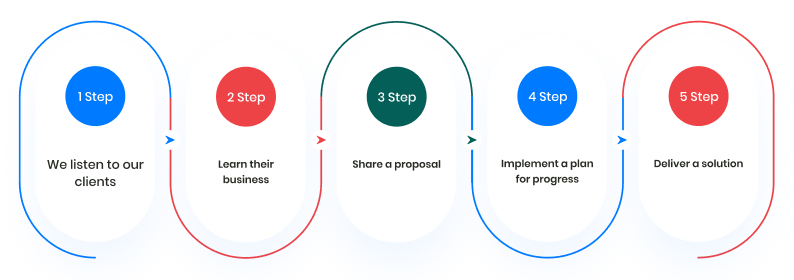 1 Step
We listen to our
clients
2 Step
Learn their
business
3 Step
Share a proposal
4 Step
Implement a plan
for progress
5 Step
Deliver a solution